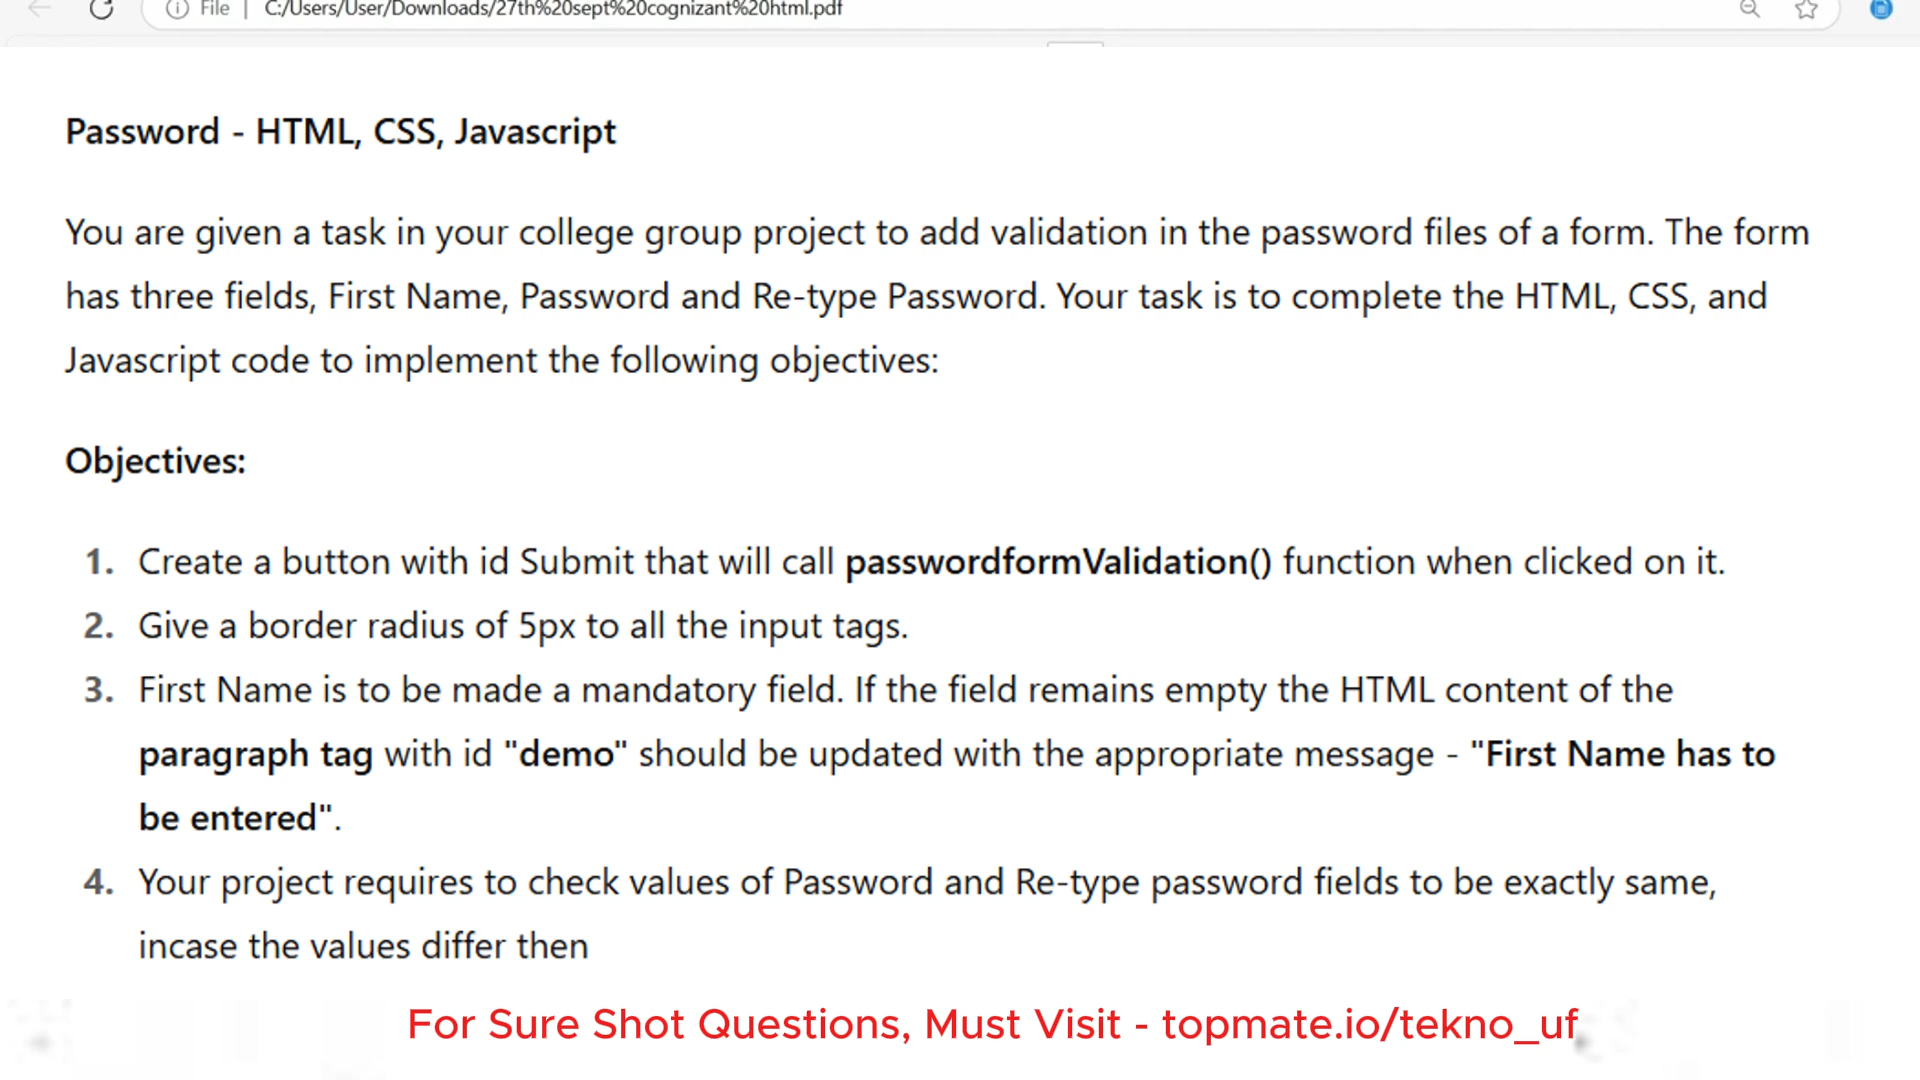 File | C:/Users/User/Downloads/27th%20sept%20cognizant%20html.pdf
Password - HTML, CSS, Javascript
You are given a task in your college group project to add validation in the password files of a form. The form
has three fields, First Name, Password and Re-type Password. Your task is to complete the HTML, CSS, and
Javascript code to implement the following objectives:
Objectives:
1. Create a button with id Submit that will call passwordformValidation() function when clicked on it.
2. Give a border radius of 5px to all the input tags.
3. First Name is to be made a mandatory field. If the field remains empty the HTML content of the
paragraph tag with id "demo" should be updated with the appropriate message - "First Name has to
be entered".
4. Your project requires to check values of Password and Re-type password fields to be exactly same,
incase the values differ then
For Sure Shot Questions, Must Visit - topmate.io/tekno_uf